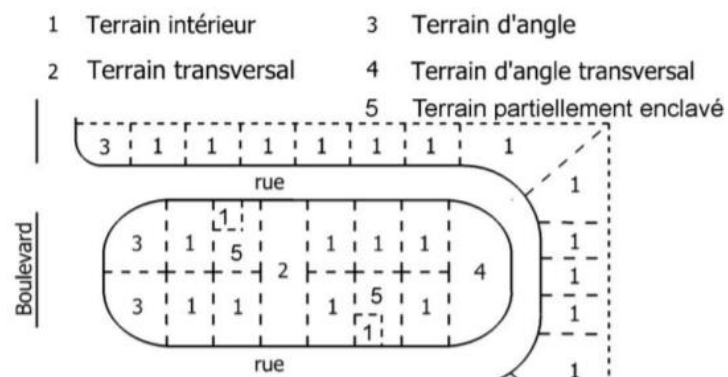 1 Terrain intérieur
3 Terrain d'angle
2 Terrain transversal
4 Terrain d'angle transversal
5 Terrain partiellement enclavé
3 1 1 1 1 1 1 1
rue
1
1
3 1 5 1 1 1
1
2
4
1
Boulevard
3 1 1 1 5 1
1
1
rue
1